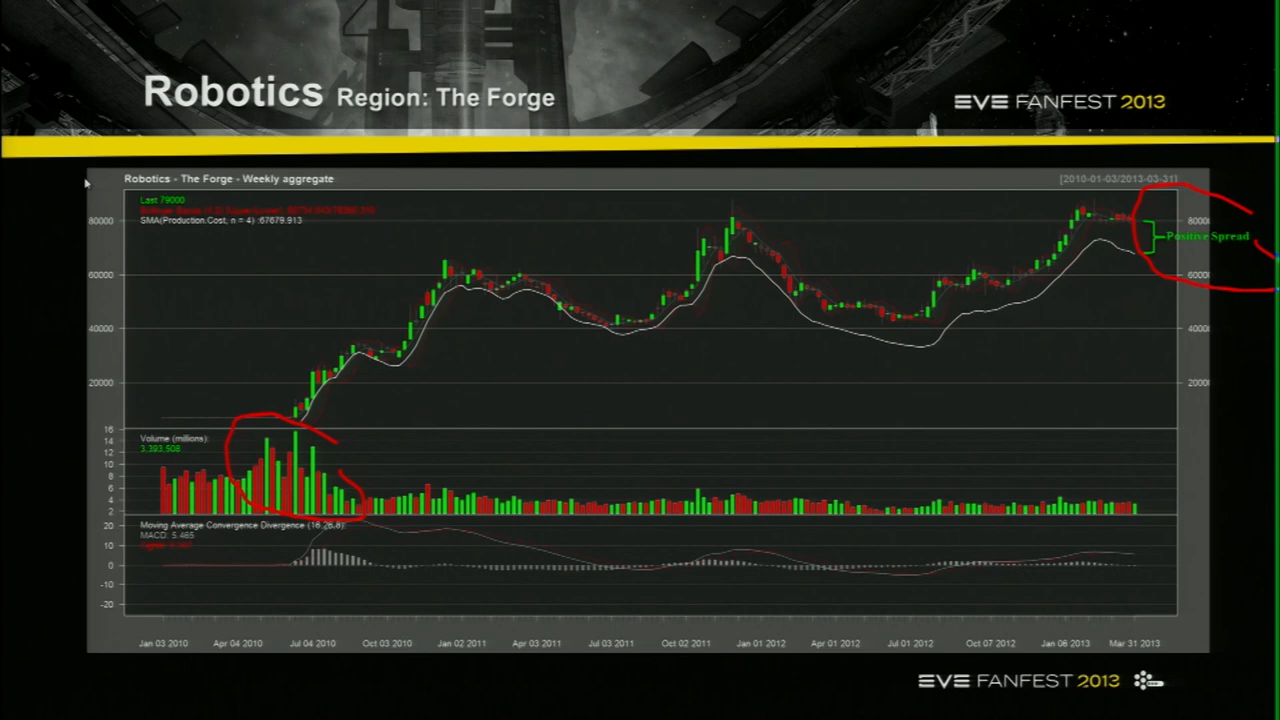 Robotics Region: The Forge
EVE FANFEST 2013
Robotics - The Forge - Weekly aggregate
[2010-01-03/2013-03-31]
Last 79000
SMA(Production.Cost, n = 4) :67679.913
80000
60000
40000
20000
80000
60000
40000
20000
Positive Spread
Volume (millions):
3,393,508
16
14
12
10
8
6
4
2
Moving Average Convergence Divergence (16,26,8):
MACD: 5.465
20
10
0
-10
-20
Jan 03 2010 Apr 04 2010 Jul 04 2010 Oct 03 2010 Jan 02 2011 Apr 03 2011 Jul 03 2011 Oct 02 2011 Jan 01 2012 Apr 01 2012 Jul 01 2012 Oct 07 2012 Jan 06 2013 Mar 31 2013
EVE FANFEST 2013